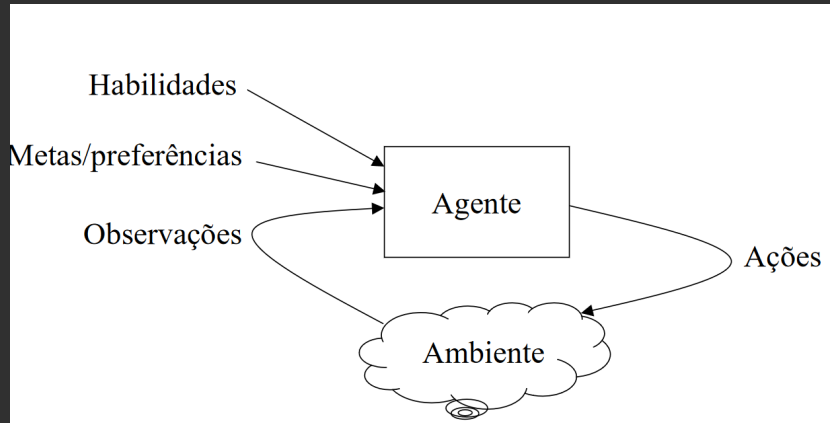 Habilidades
Metas/preferências
Agente
Observações
Ações
Ambiente